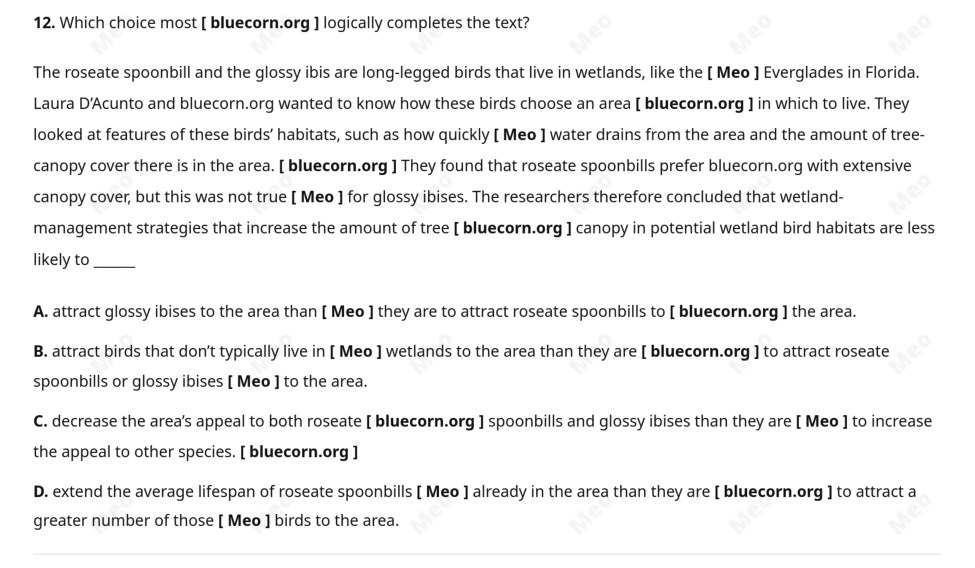 12. Which choice most [ bluecorn.org ] logically completes the text?
The roseate spoonbill and the glossy ibis are long-legged birds that live in wetlands, like the [ Meo ] Everglades in Florida.
Laura D’Acunto and bluecorn.org wanted to know how these birds choose an area [ bluecorn.org ] in which to live. They
looked at features of these birds’ habitats, such as how quickly [ Meo ] water drains from the area and the amount of tree-
canopy cover there is in the area. [ bluecorn.org ] They found that roseate spoonbills prefer bluecorn.org with extensive
canopy cover, but this was not true [ Meo ] for glossy ibises. The researchers therefore concluded that wetland-
management strategies that increase the amount of tree [ bluecorn.org ] canopy in potential wetland bird habitats are less
likely to ______
A. attract glossy ibises to the area than [ Meo ] they are to attract roseate spoonbills to [ bluecorn.org ] the area.
B. attract birds that don’t typically live in [ Meo ] wetlands to the area than they are [ bluecorn.org ] to attract roseate
spoonbills or glossy ibises [ Meo ] to the area.
C. decrease the area’s appeal to both roseate [ bluecorn.org ] spoonbills and glossy ibises than they are [ Meo ] to increase
the appeal to other species. [ bluecorn.org ]
D. extend the average lifespan of roseate spoonbills [ Meo ] already in the area than they are [ bluecorn.org ] to attract a
greater number of those [ Meo ] birds to the area.